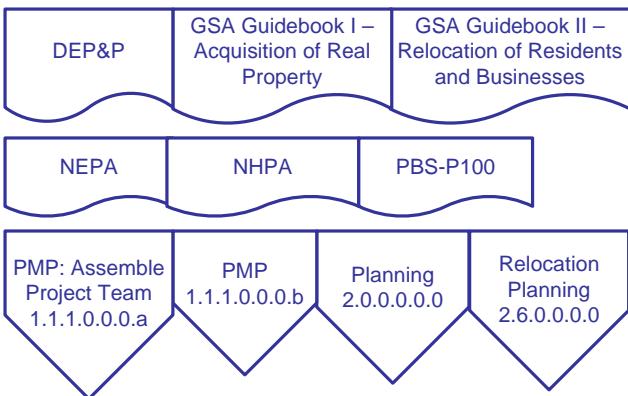 DEP&P
GSA Guidebook I –
Acquisition of Real
Property
GSA Guidebook II –
Relocation of Residents
and Businesses
NEPA
NHPA
PBS-P100
PMP: Assemble
Project Team
1.1.1.0.0.0.a
PMP
1.1.1.0.0.0.b
Planning
2.0.0.0.0.0
Relocation
Planning
2.6.0.0.0.0